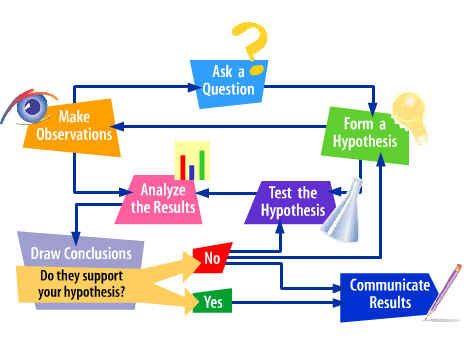 ?
Ask a
Question
Make
Observations
Form a
Hypothesis
Analyze
the Results
Test the
Hypothesis
Draw Conclusions
Do they support
your hypothesis?
No
Yes
Communicate
Results